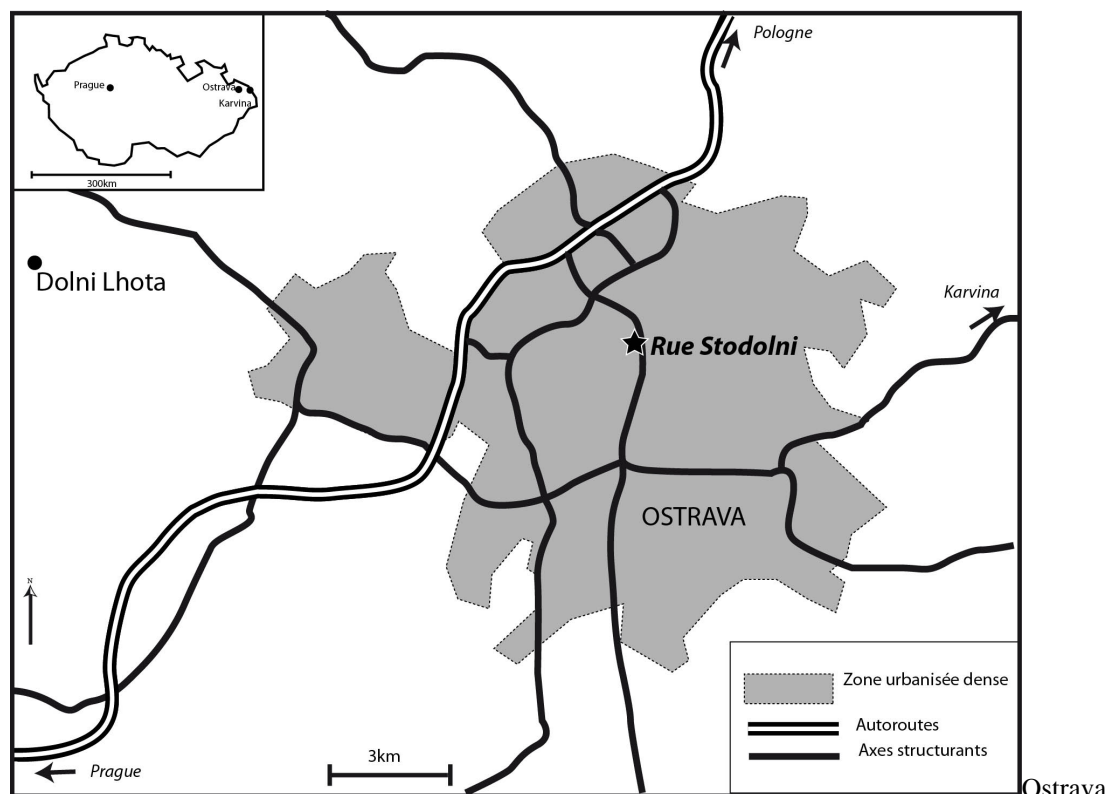 Pologne
Prague
Ostrava
Karvina
300km
Dolni Lhota
Karvina
Rue Stodolni
OSTRAVA
N
Zone urbanisée dense
Autoroutes
Axes structurants
3km
Prague
Ostrava